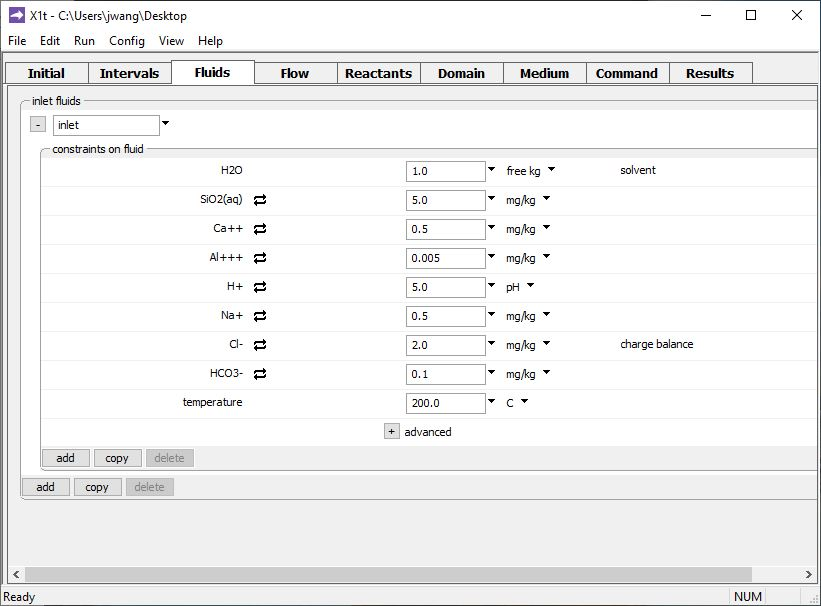 X1t - C:\Users\jwang\Desktop
File Edit Run Config View Help
Initial Intervals Fluids Flow Reactants Domain Medium Command Results
inlet fluids
- inlet
constraints on fluid
H2O 1.0 free kg solvent
SiO2(aq) 5.0 mg/kg
Ca++ 0.5 mg/kg
Al+++ 0.005 mg/kg
H+ 5.0 pH
Na+ 0.5 mg/kg
Cl- 2.0 mg/kg charge balance
HCO3- 0.1 mg/kg
temperature 200.0 C
+ advanced
add copy delete
add copy delete
Ready NUM